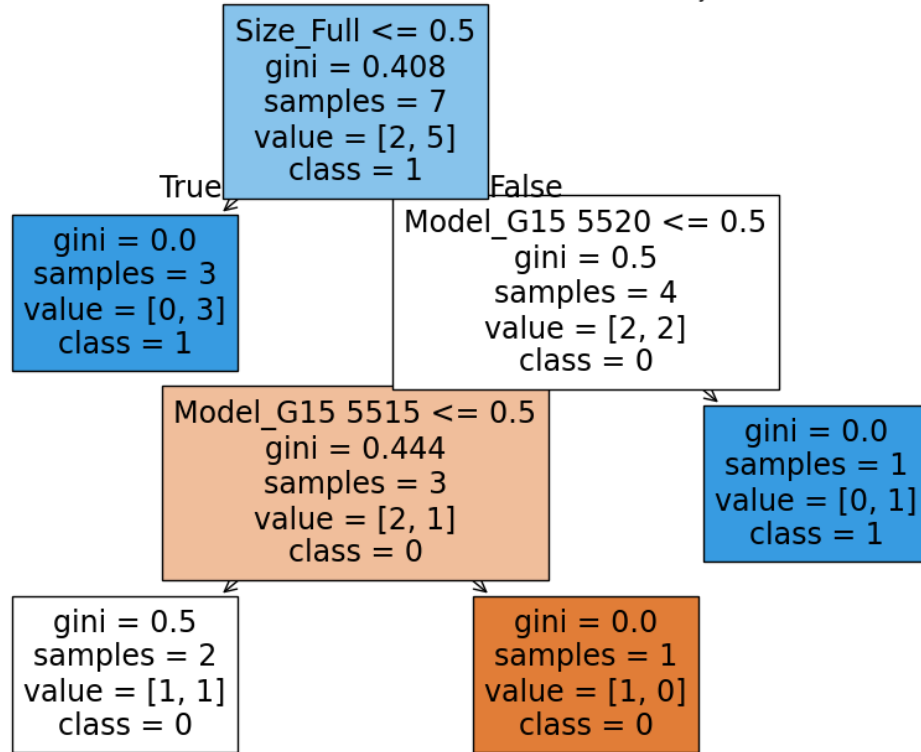 Size_Full <= 0.5
gini = 0.408
samples = 7
value = [2, 5]
class = 1
True
False
gini = 0.0
samples = 3
value = [0, 3]
class = 1
Model_G15 5520 <= 0.5
gini = 0.5
samples = 4
value = [2, 2]
class = 0
Model_G15 5515 <= 0.5
gini = 0.444
samples = 3
value = [2, 1]
class = 0
gini = 0.0
samples = 1
value = [0, 1]
class = 1
gini = 0.5
samples = 2
value = [1, 1]
class = 0
gini = 0.0
samples = 1
value = [1, 0]
class = 0